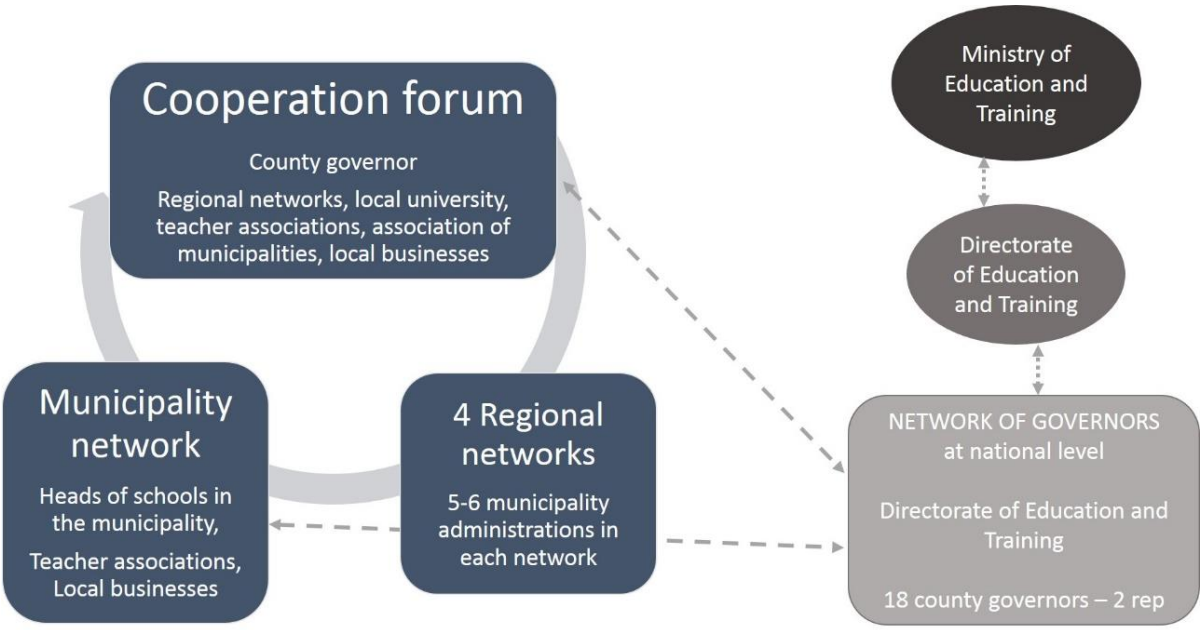 Cooperation forum
County governor
Regional networks, local university,
teacher associations, association of
municipalities, local businesses
Municipality
network
Heads of schools in
the municipality,
Teacher associations,
Local businesses
4 Regional
networks
5-6 municipality
administrations in
each network
Ministry of
Education and
Training
Directorate
of Education
and Training
NETWORK OF GOVERNORS
at national level
Directorate of Education and
Training
18 county governors – 2 rep